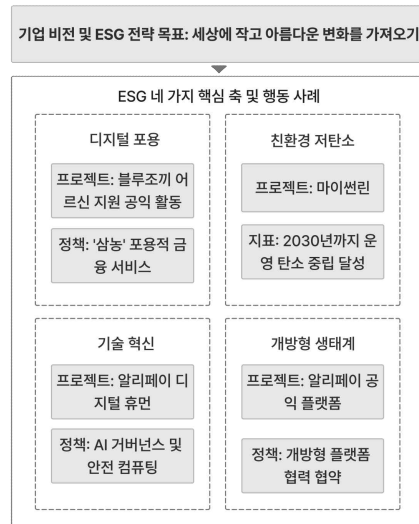 기업 비전 및 ESG 전략 목표: 세상에 작고 아름다운 변화를 가져오기
ESG 네 가지 핵심 축 및 행동 사례
디지털 포용
프로젝트: 블루조끼 어
르신 지원 공익 활동
정책: '삼농' 포용적 금
융 서비스
친환경 저탄소
프로젝트: 마이썬린
지표: 2030년까지 운
영 탄소 중립 달성
기술 혁신
프로젝트: 알리페이 디
지털 휴먼
정책: AI 거버넌스 및
안전 컴퓨팅
개방형 생태계
프로젝트: 알리페이 공
익 플랫폼
정책: 개방형 플랫폼
협력 협약